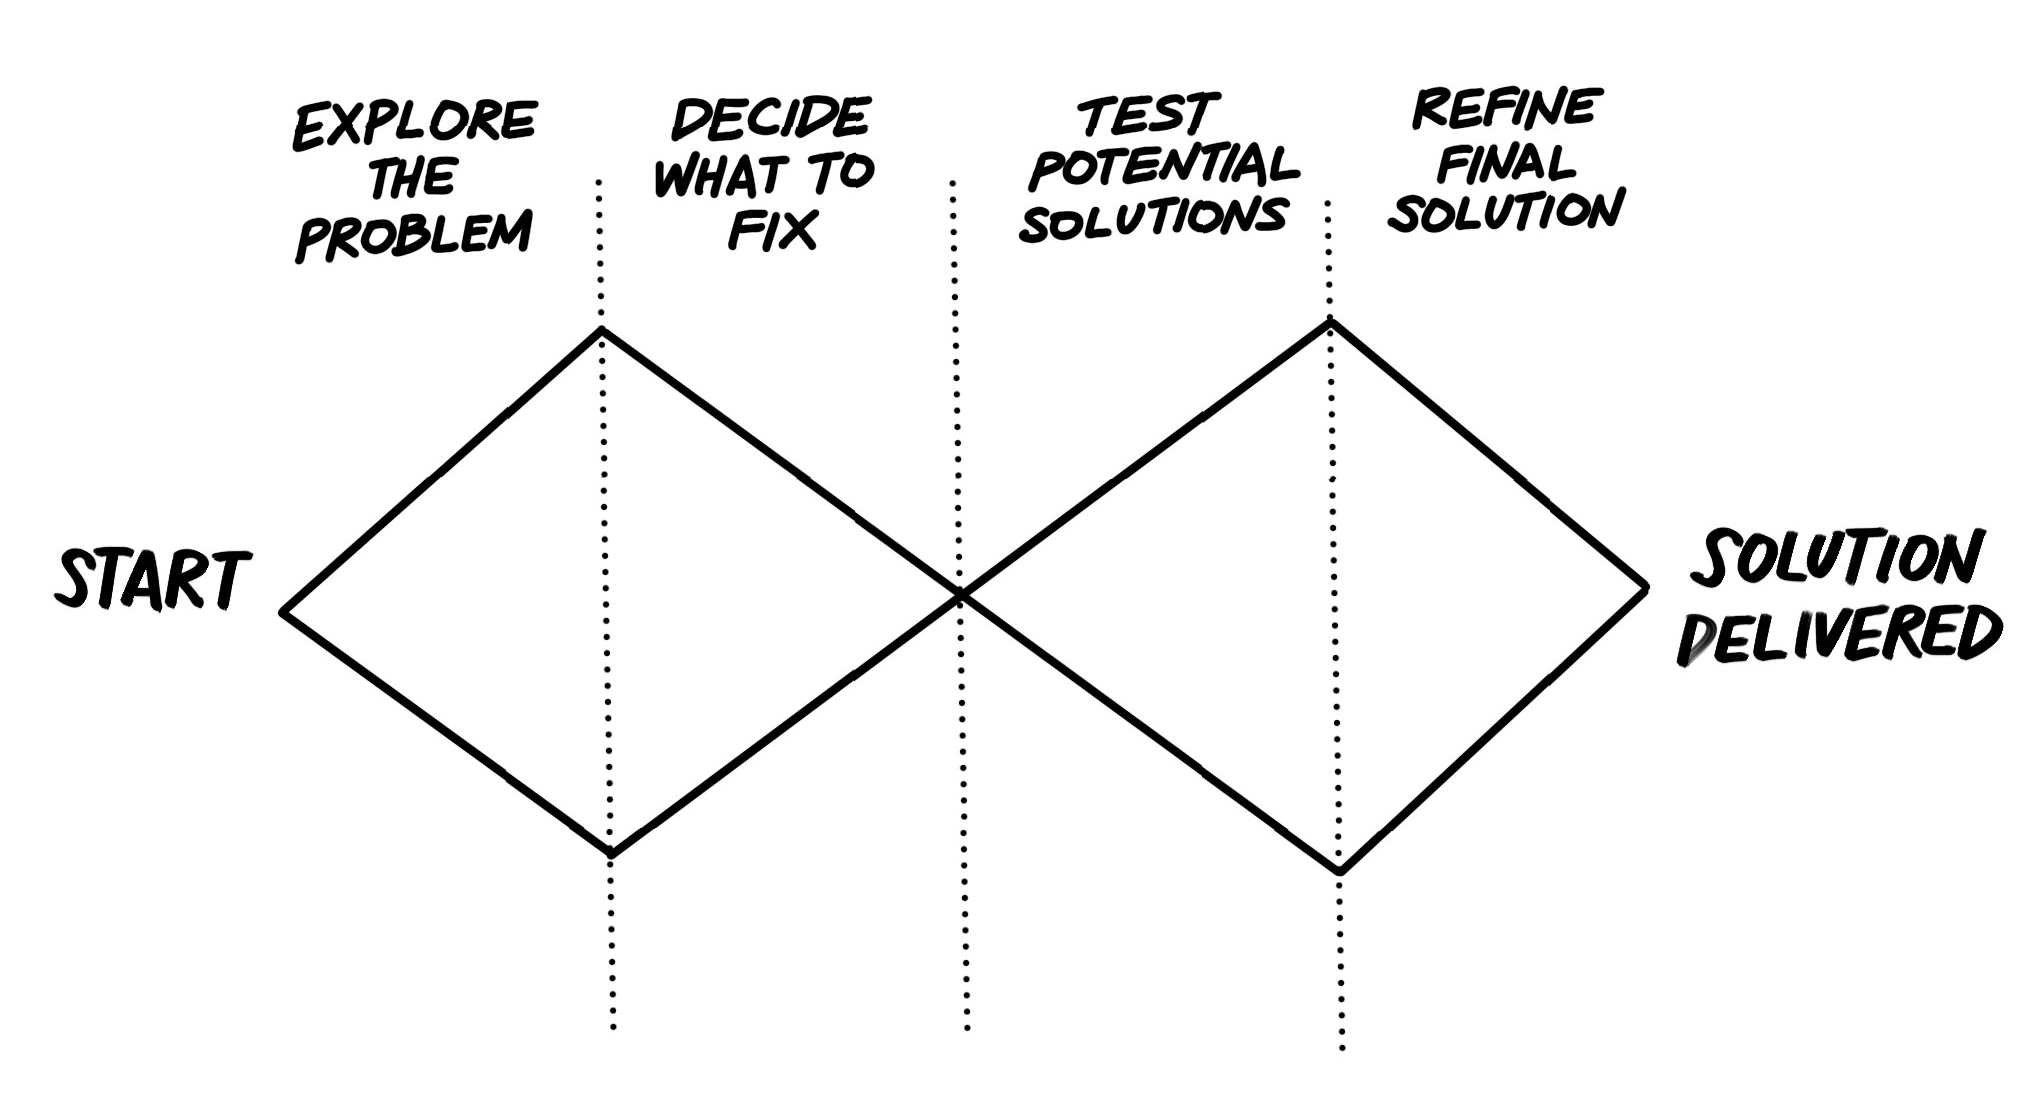 EXPLORE
THE
PROBLEM
DECIDE
WHAT TO
FIX
TEST
POTENTIAL
SOLUTIONS
REFINE
FINAL
SOLUTION
START
SOLUTION
DELIVERED